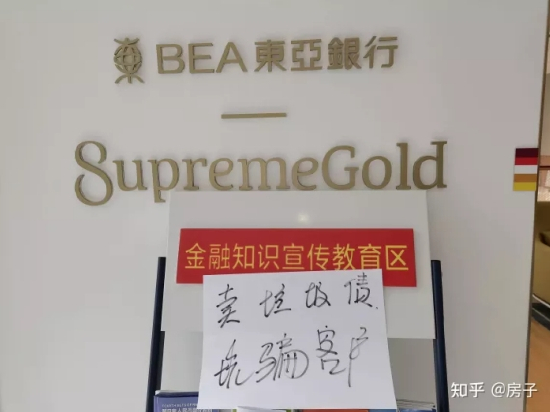 BEA東亞銀行
SupremeGold
金融知识宣传教育区
卖垃圾债
坑骗客户
知乎 @房子